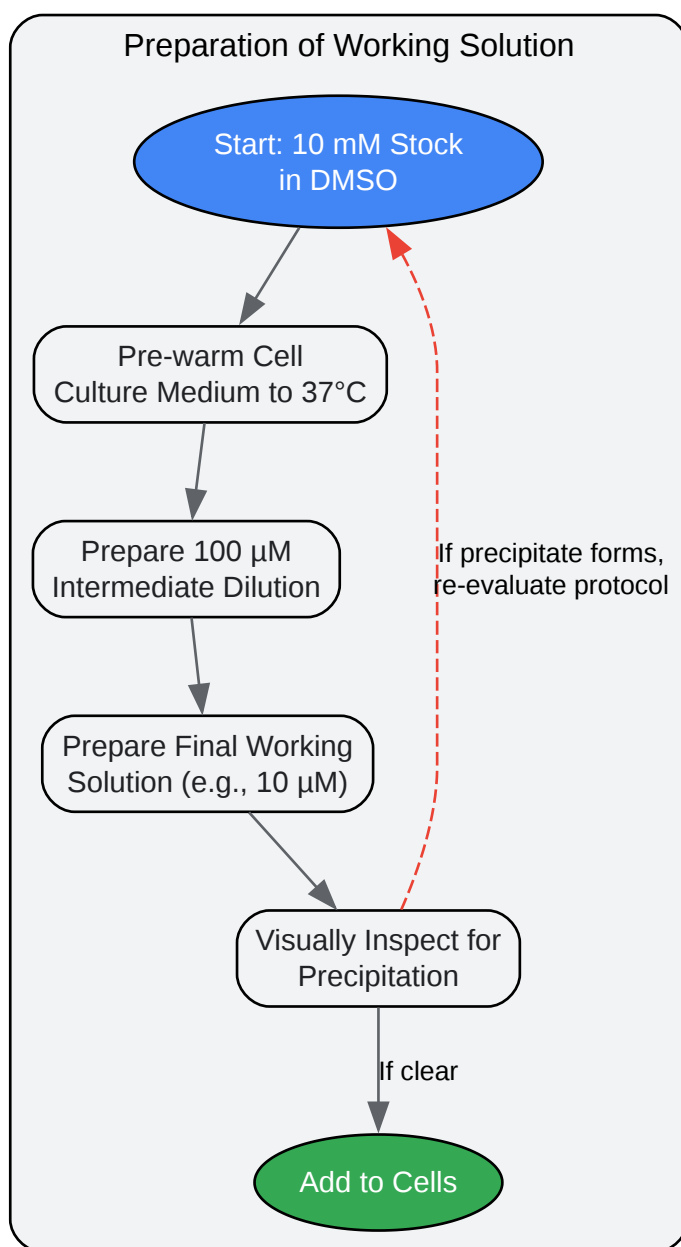 Preparation of Working Solution
Start: 10 mM Stock
in DMSO
Pre-warm Cell
Culture Medium to 37°C
Prepare 100 µM
Intermediate Dilution
If precipitate forms,
re-evaluate protocol
Prepare Final Working
Solution (e.g., 10 µM)
Visually Inspect for
Precipitation
If clear
Add to Cells